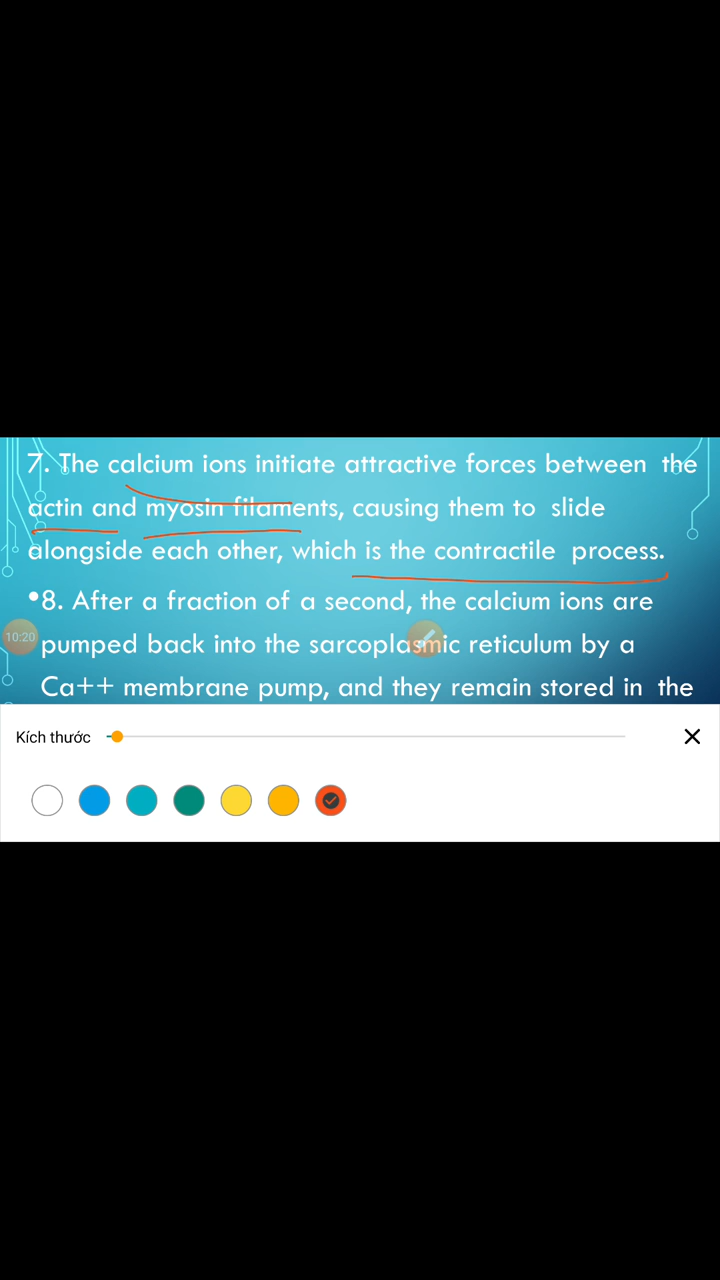 7. The calcium ions initiate attractive forces between the
actin and myosin filaments, causing them to slide
alongside each other, which is the contractile process.
•8. After a fraction of a second, the calcium ions are
10:20
pumped back into the sarcoplasmic reticulum by a
Ca++ membrane pump, and they remain stored in the
Kích thước